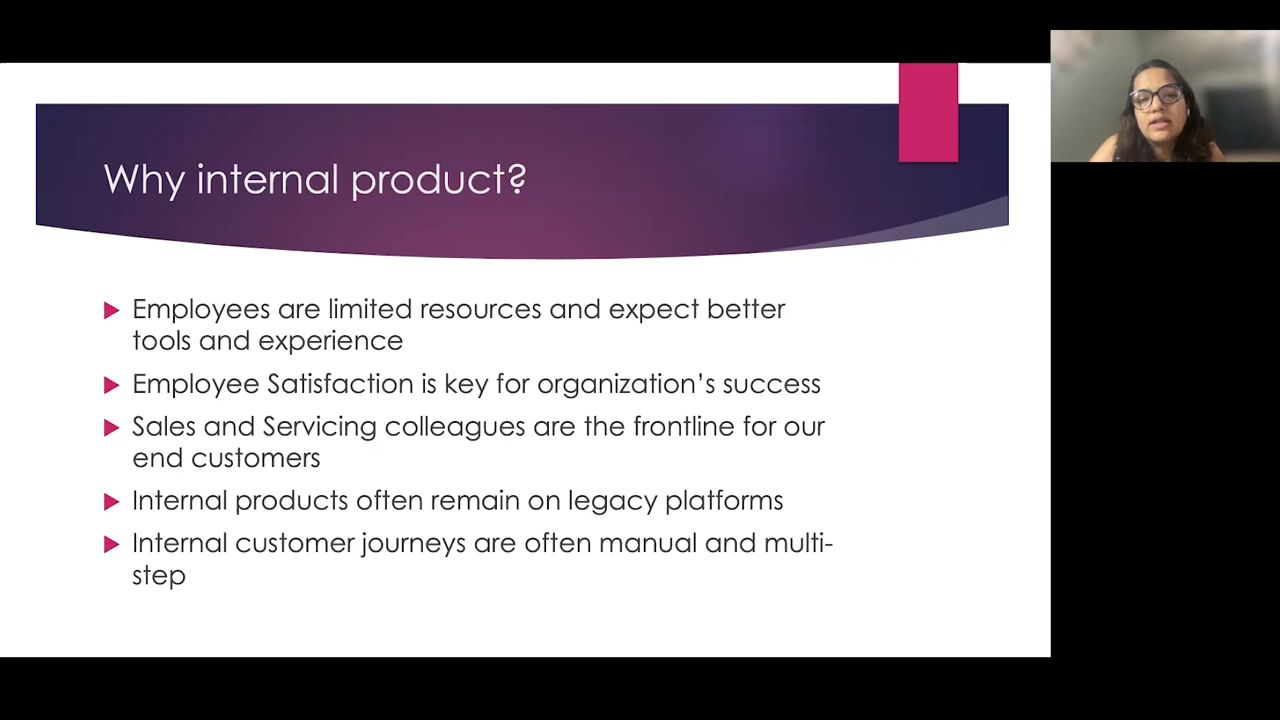 Why internal product?
Employees are limited resources and expect better
tools and experience
Employee Satisfaction is key for organization’s success
Sales and Servicing colleagues are the frontline for our
end customers
Internal products often remain on legacy platforms
Internal customer journeys are often manual and multi-
step